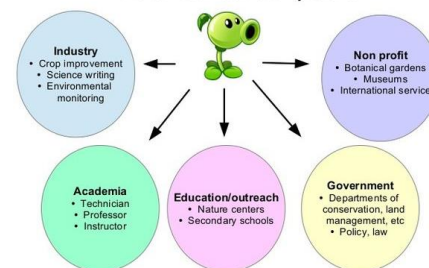 Industry
• Crop improvement
• Science writing
• Environmental
monitoring
Non profit
• Botanical gardens
• Museums
• International service
Academia
• Technician
• Professor
• Instructor
Education/outreach
• Nature centers
• Secondary schools
Government
• Departments of
conservation, land
management, etc
• Policy, law